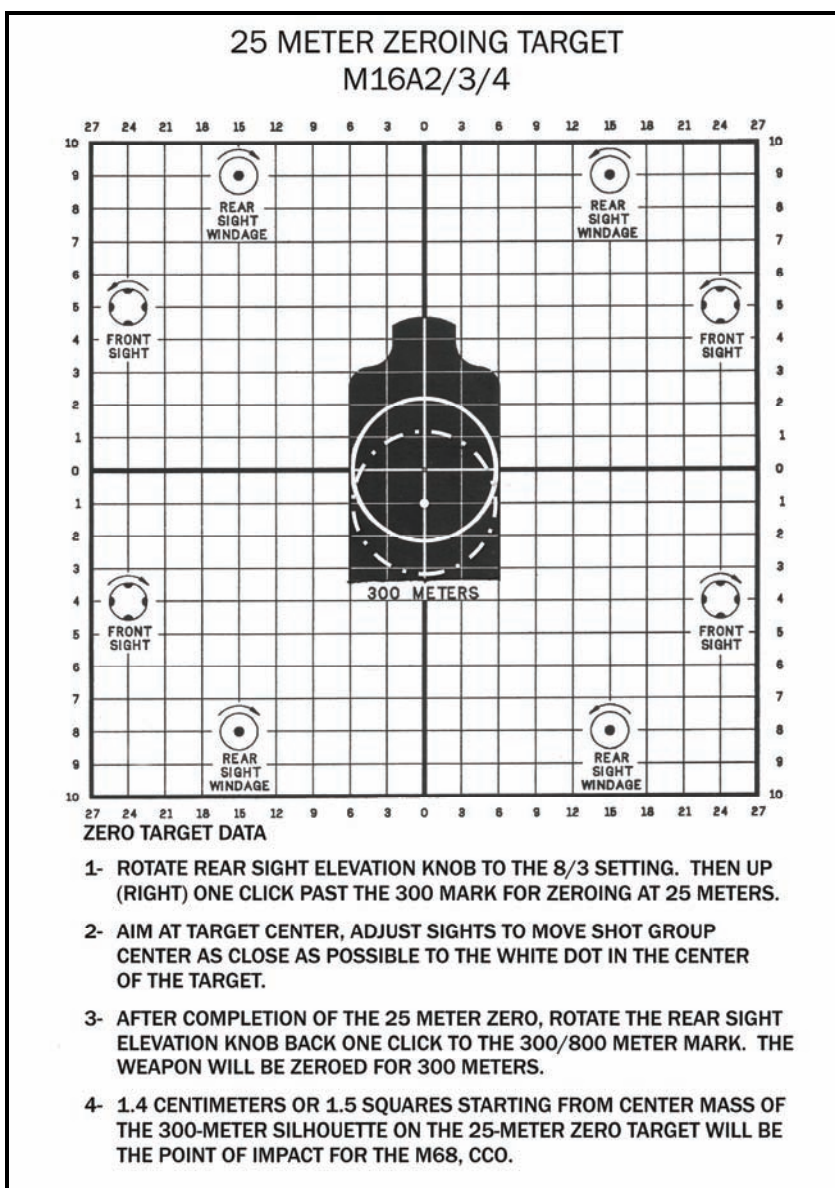 25 METER ZEROING TARGET
M16A2/3/4
27 24 21 18 15 12 9 6 3 0 3 6 9 12 15 18 21 24 27
10 10
9 9
8 REAR REAR 8
SIGHT SIGHT
WINDAGE WINDAGE
7 7
6 6
5 5
4 FRONT FRONT 4
SIGHT SIGHT
3 3
2 2
1 1
0 0
1 1
2 2
3 3
300 METERS
4 4
5 FRONT FRONT 5
SIGHT SIGHT
6 6
7 7
8 8
REAR REAR
9 9
SIGHT SIGHT
WINDAGE WINDAGE
10 10
27 24 21 18 15 12 9 6 3 0 3 6 9 12 15 18 21 24 27
ZERO TARGET DATA
1- ROTATE REAR SIGHT ELEVATION KNOB TO THE 8/3 SETTING. THEN UP
(RIGHT) ONE CLICK PAST THE 300 MARK FOR ZEROING AT 25 METERS.
2- AIM AT TARGET CENTER, ADJUST SIGHTS TO MOVE SHOT GROUP
CENTER AS CLOSE AS POSSIBLE TO THE WHITE DOT IN THE CENTER
OF THE TARGET.
3- AFTER COMPLETION OF THE 25 METER ZERO, ROTATE THE REAR SIGHT
ELEVATION KNOB BACK ONE CLICK TO THE 300/800 METER MARK. THE
WEAPON WILL BE ZEROED FOR 300 METERS.
4- 1.4 CENTIMETERS OR 1.5 SQUARES STARTING FROM CENTER MASS OF
THE 300-METER SILHOUETTE ON THE 25-METER ZERO TARGET WILL BE
THE POINT OF IMPACT FOR THE M68, CCO.